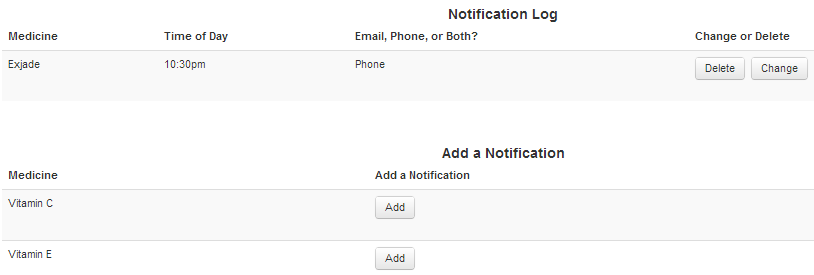 Notification Log
Medicine Time of Day Email, Phone, or Both? Change or Delete
Exjade 10:30pm Phone Delete Change
Add a Notification
Medicine Add a Notification
Vitamin C Add
Vitamin E Add